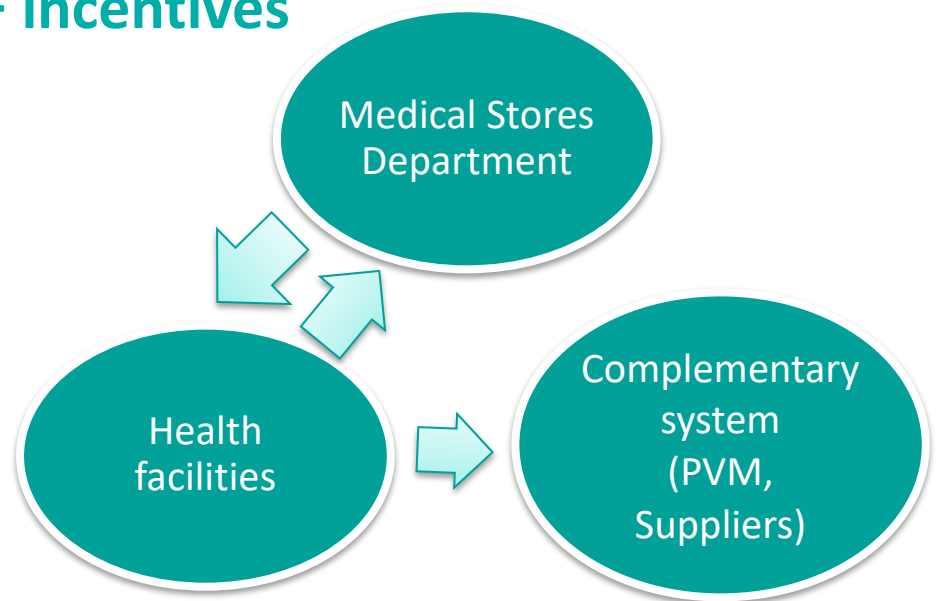 Incentives
Medical Stores
Department
Health
facilities
Complementary
system
(PVM,
Suppliers)